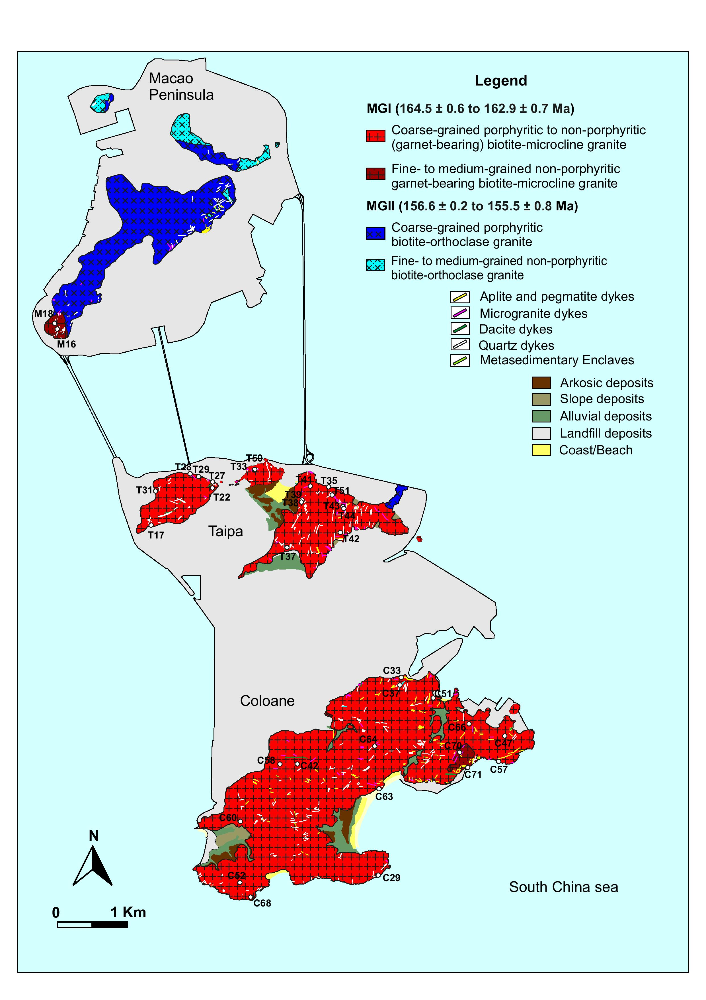 Macao
Peninsula
Legend
MGI (164.5 ± 0.6 to 162.9 ± 0.7 Ma)
Coarse-grained porphyritic to non-porphyritic
(garnet-bearing) biotite-microcline granite
Fine- to medium-grained non-porphyritic
garnet-bearing biotite-microcline granite
MGII (156.6 ± 0.2 to 155.5 ± 0.8 Ma)
Coarse-grained porphyritic
biotite-orthoclase granite
Fine- to medium-grained non-porphyritic
biotite-orthoclase granite
Aplite and pegmatite dykes
Microgranite dykes
Dacite dykes
Quartz dykes
Metasedimentary Enclaves
Arkosic deposits
Slope deposits
Alluvial deposits
Landfill deposits
Coast/Beach
M18
M16
T50
T33
T28
T29
T27
T31
T22
T17
T41
T35
T51
T39
T38
T43
T44
T42
T37
Taipa
C33
C37
C51
Coloane
C66
C47
C64
C70
C58
C42
C57
C71
C63
C60
C52
C29
C68
N
South China sea
0 1 Km